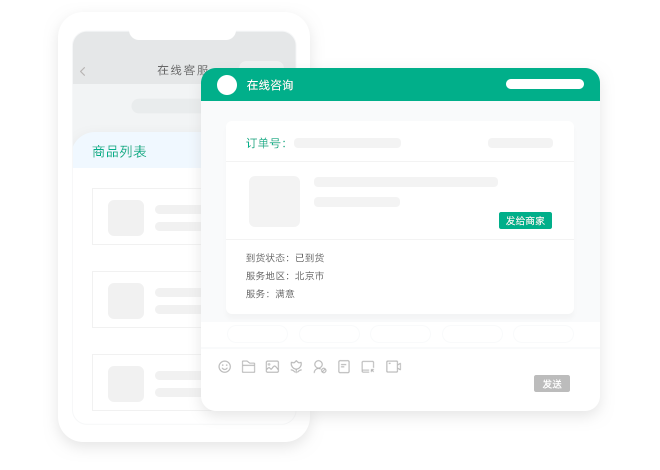 在线客服
商品列表
在线咨询
订单号：
发给商家
到货状态：已到货
服务地区：北京市
服务：满意
发送